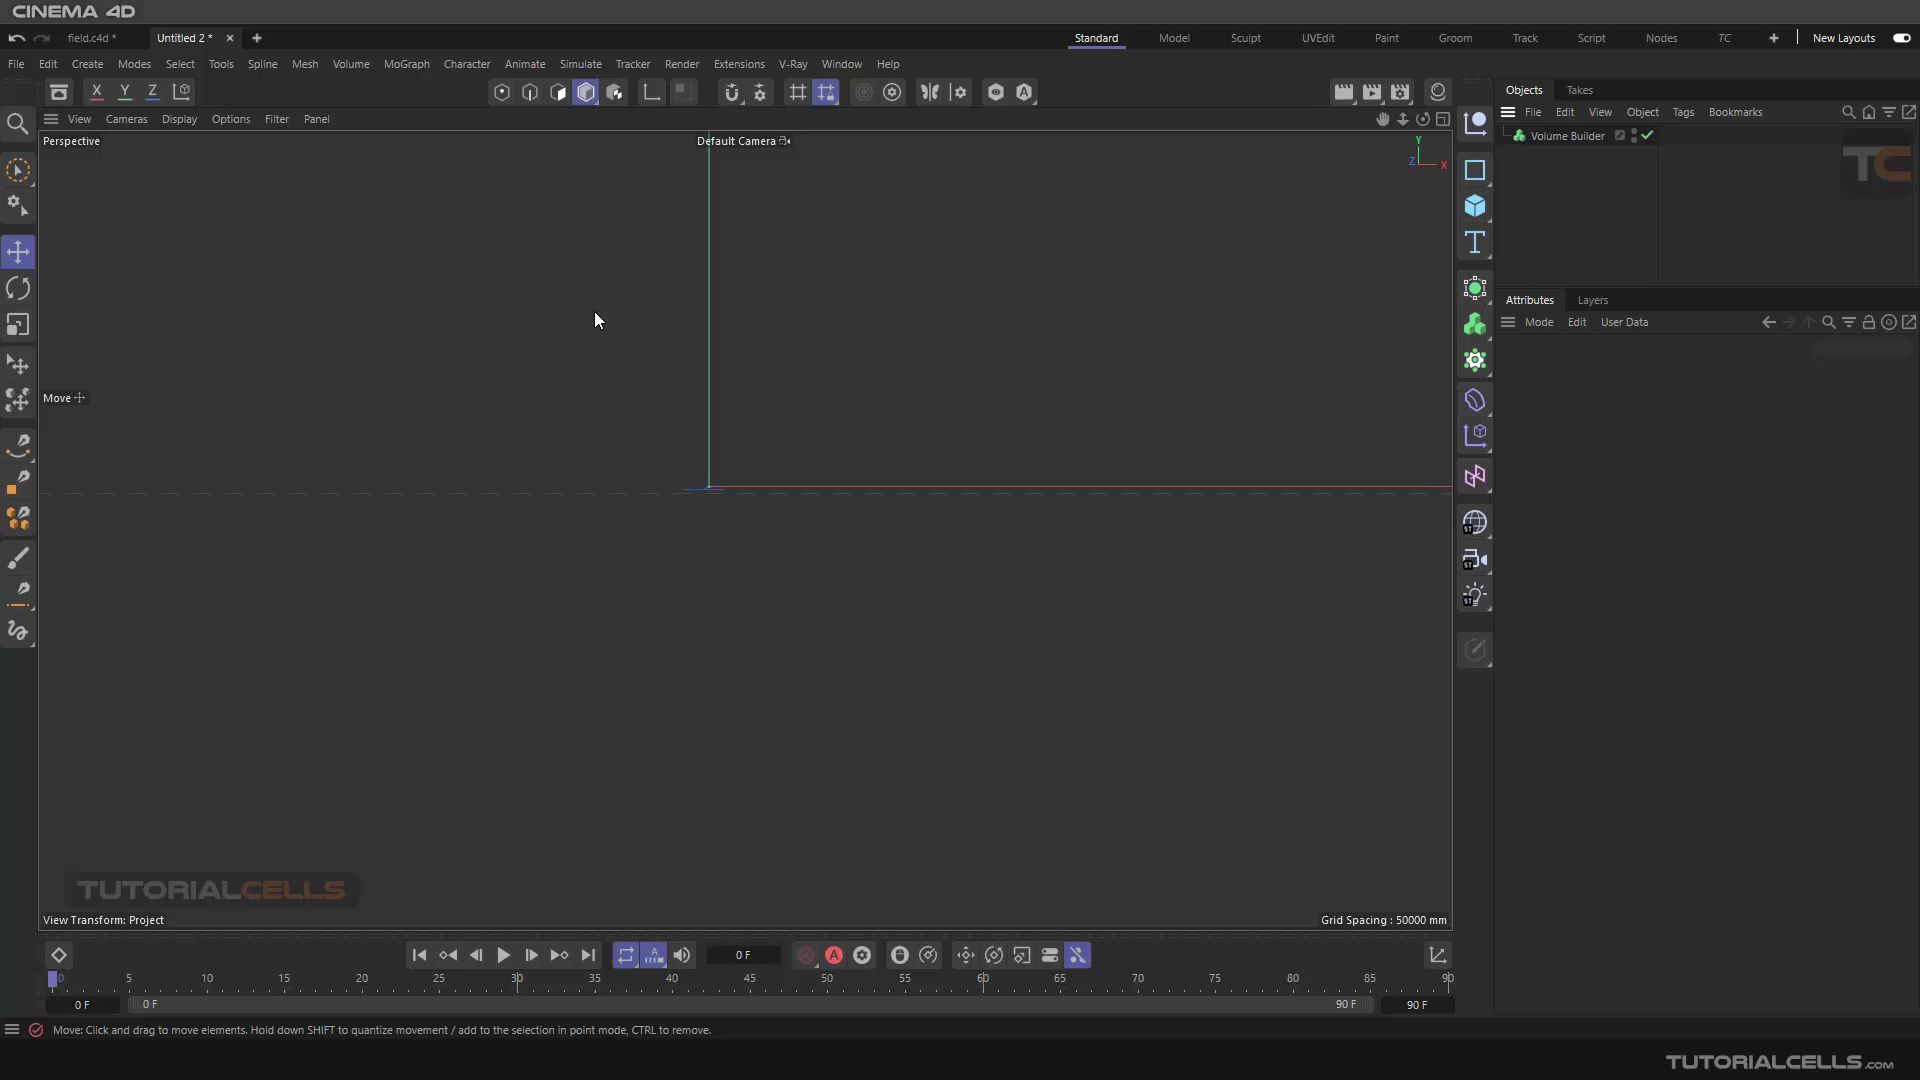 CINEMA 4D
field.c4d * Untitled 2 * × + Standard Model Sculpt UVEdit Paint Groom Track Script Nodes TC + New Layouts
File Edit Create Modes Select Tools Spline Mesh Volume MoGraph Character Animate Simulate Tracker Render Extensions V-Ray Window Help
X Y Z
Objects Takes
View Cameras Display Options Filter Panel
File Edit View Object Tags Bookmarks
Perspective
Default Camera
Y
Z X
Volume Builder
TC
Attributes Layers
Mode Edit User Data
Move
TUTORIALCELLS
View Transform: Project
Grid Spacing : 50000 mm
0 F
0 5 10 15 20 25 30 35 40 45 50 55 60 65 70 75 80 85 90
0 F 0 F 90 F 90 F
Move: Click and drag to move elements. Hold down SHIFT to quantize movement / add to the selection in point mode, CTRL to remove.
TUTORIALCELLS.com